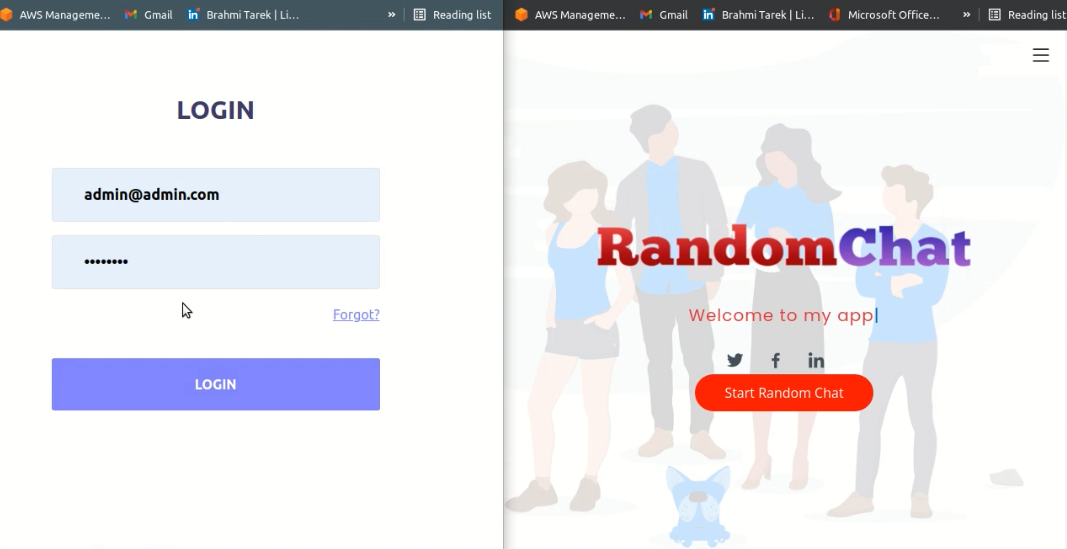 AWS Manageme... Gmail Brahmi Tarek | Li... » Reading list
LOGIN
admin@admin.com
••••••••
Forgot?
LOGIN
AWS Manageme... Gmail Brahmi Tarek | Li... Microsoft Office... » Reading list
RandomChat
Welcome to my app|
Start Random Chat